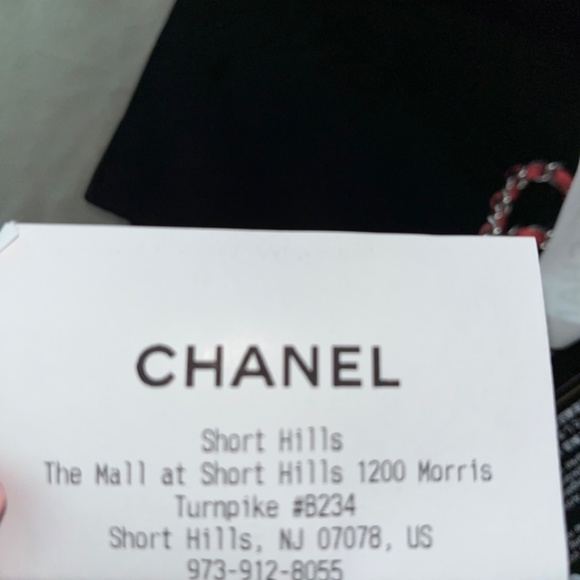 CHANEL
Short Hills
The Mall at Short Hills 1200 Morris
Turnpike #B234
Short Hills, NJ 07078, US
973-912-8055